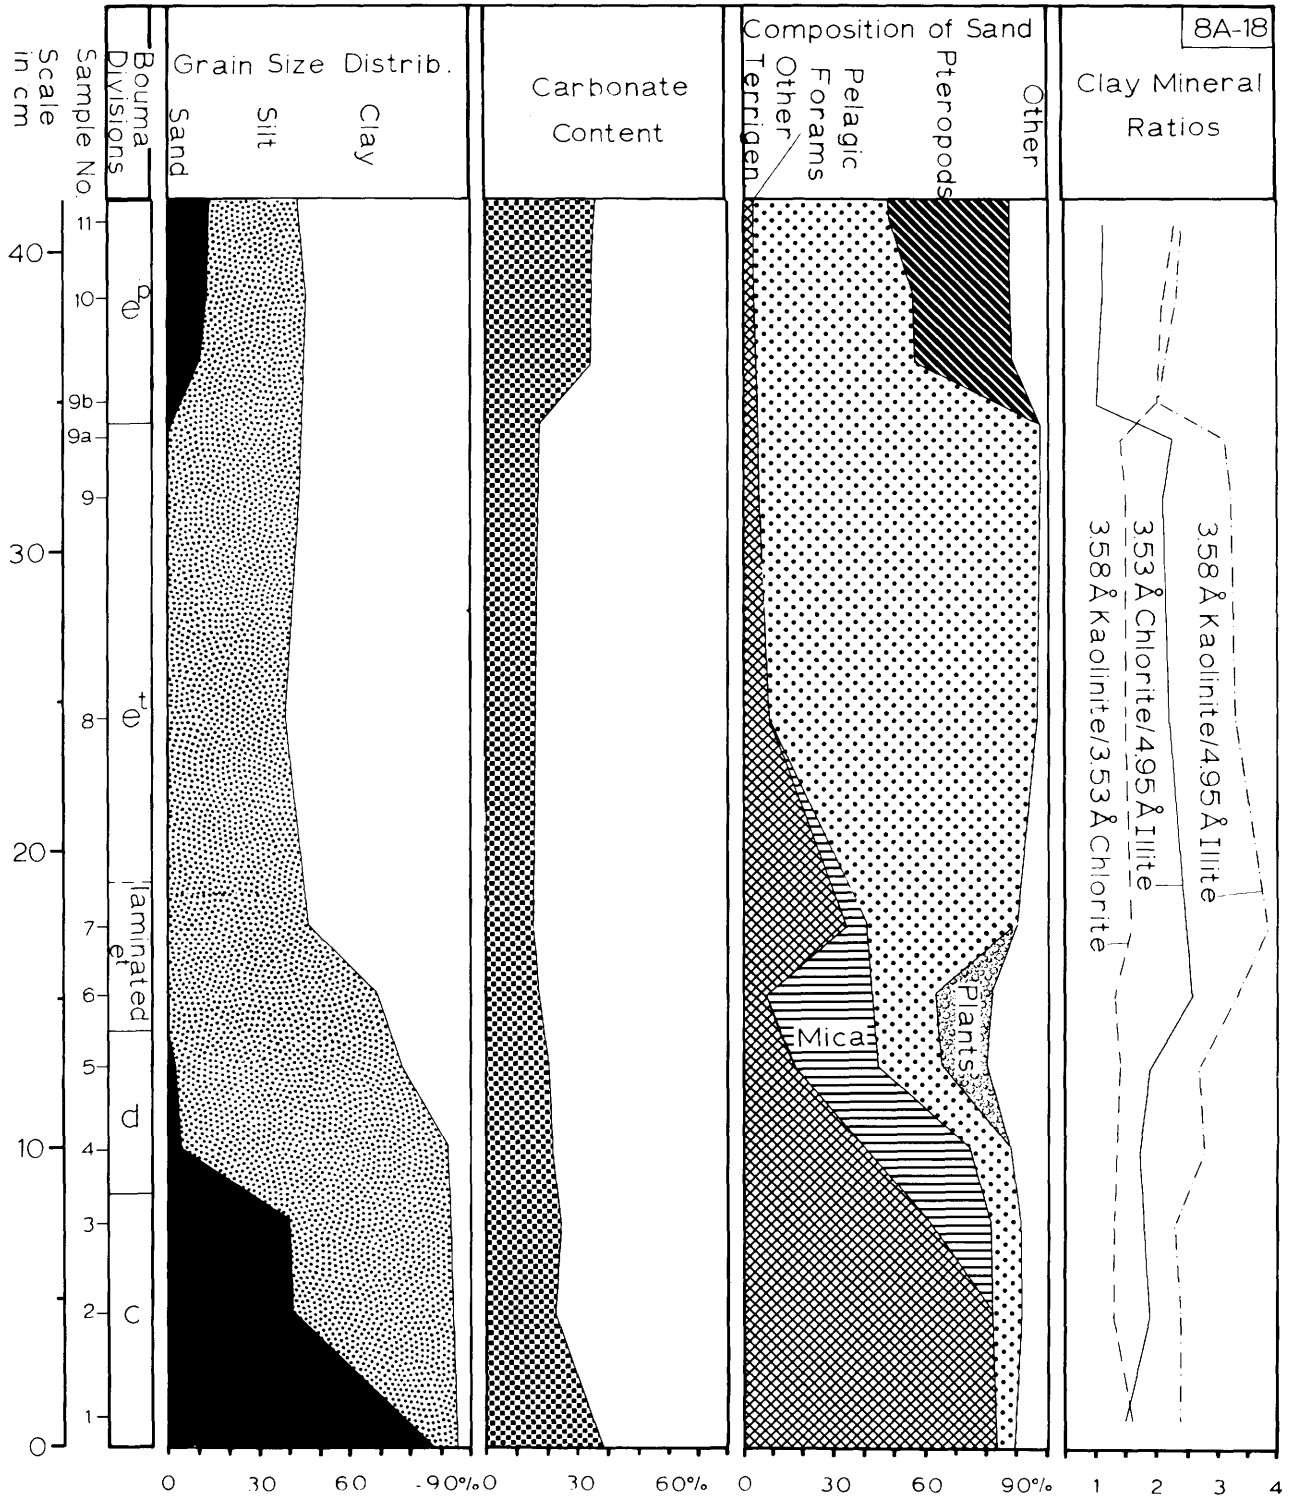 8A-18
Scale
in cm
Sample No.
Bouma
Divisions
Grain Size Distrib.
Sand
Silt
Clay
Carbonate
Content
Composition of Sand
Terrigen
Other
Pelagic
Forams
Pteropods
Other
Clay Mineral
Ratios
40
30
20
10
0
11
10
9b
9a
9
8
7
6
5
4
3
2
1
e p
e t
laminated
et
d
c
Mica
Plants
3.58 Å Kaolinite/3.53 Å Chlorite
3.53 Å Chlorite/4.95 Å Illite
3.58 Å Kaolinite/4.95 Å Illite
0 30 60 -90%
0 30 60%
0 30 60 90%
1 2 3 4